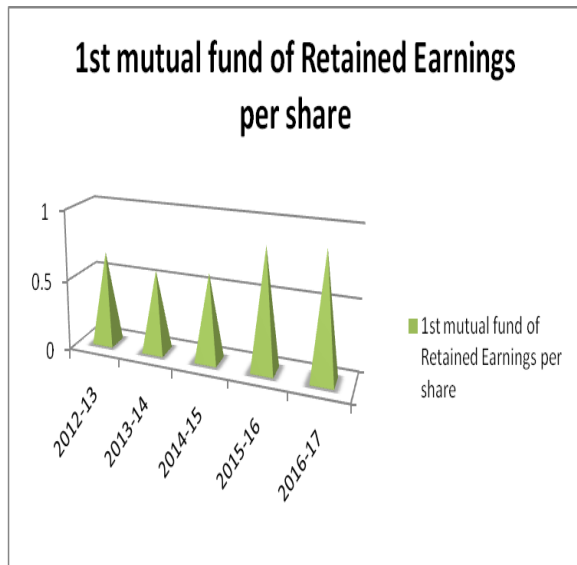 1st mutual fund of Retained Earnings
per share
1
0.5
0
2012-13
2013-14
2014-15
2015-16
2016-17
1st mutual fund of
Retained Earnings per
share